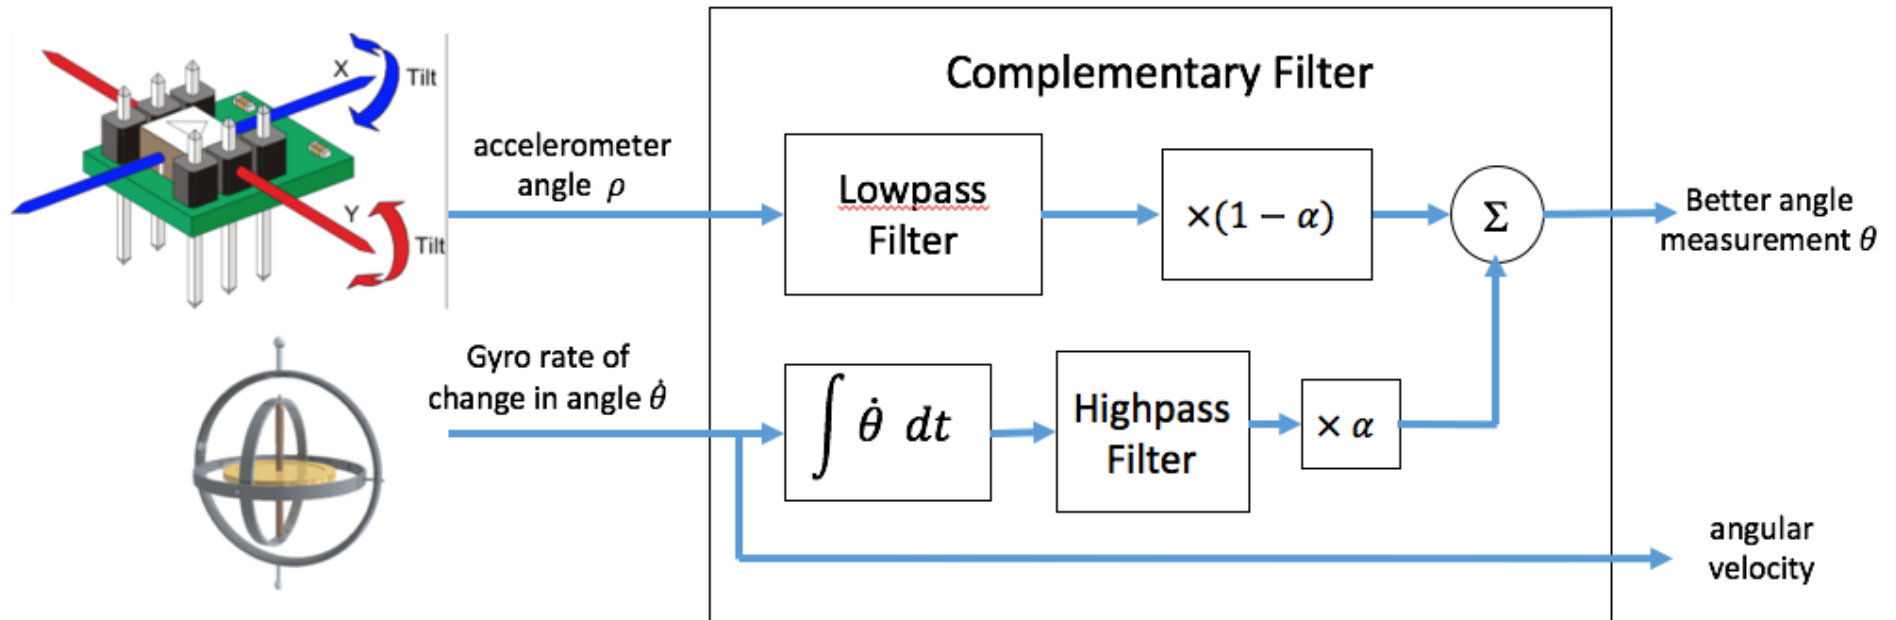 Complementary Filter
X
Tilt
Y
Tilt
accelerometer
angle ρ
Lowpass
Filter
×(1 − α)
Σ
Better angle
measurement θ
Gyro rate of
change in angle θ̇
∫ θ̇ dt
Highpass
Filter
× α
angular
velocity